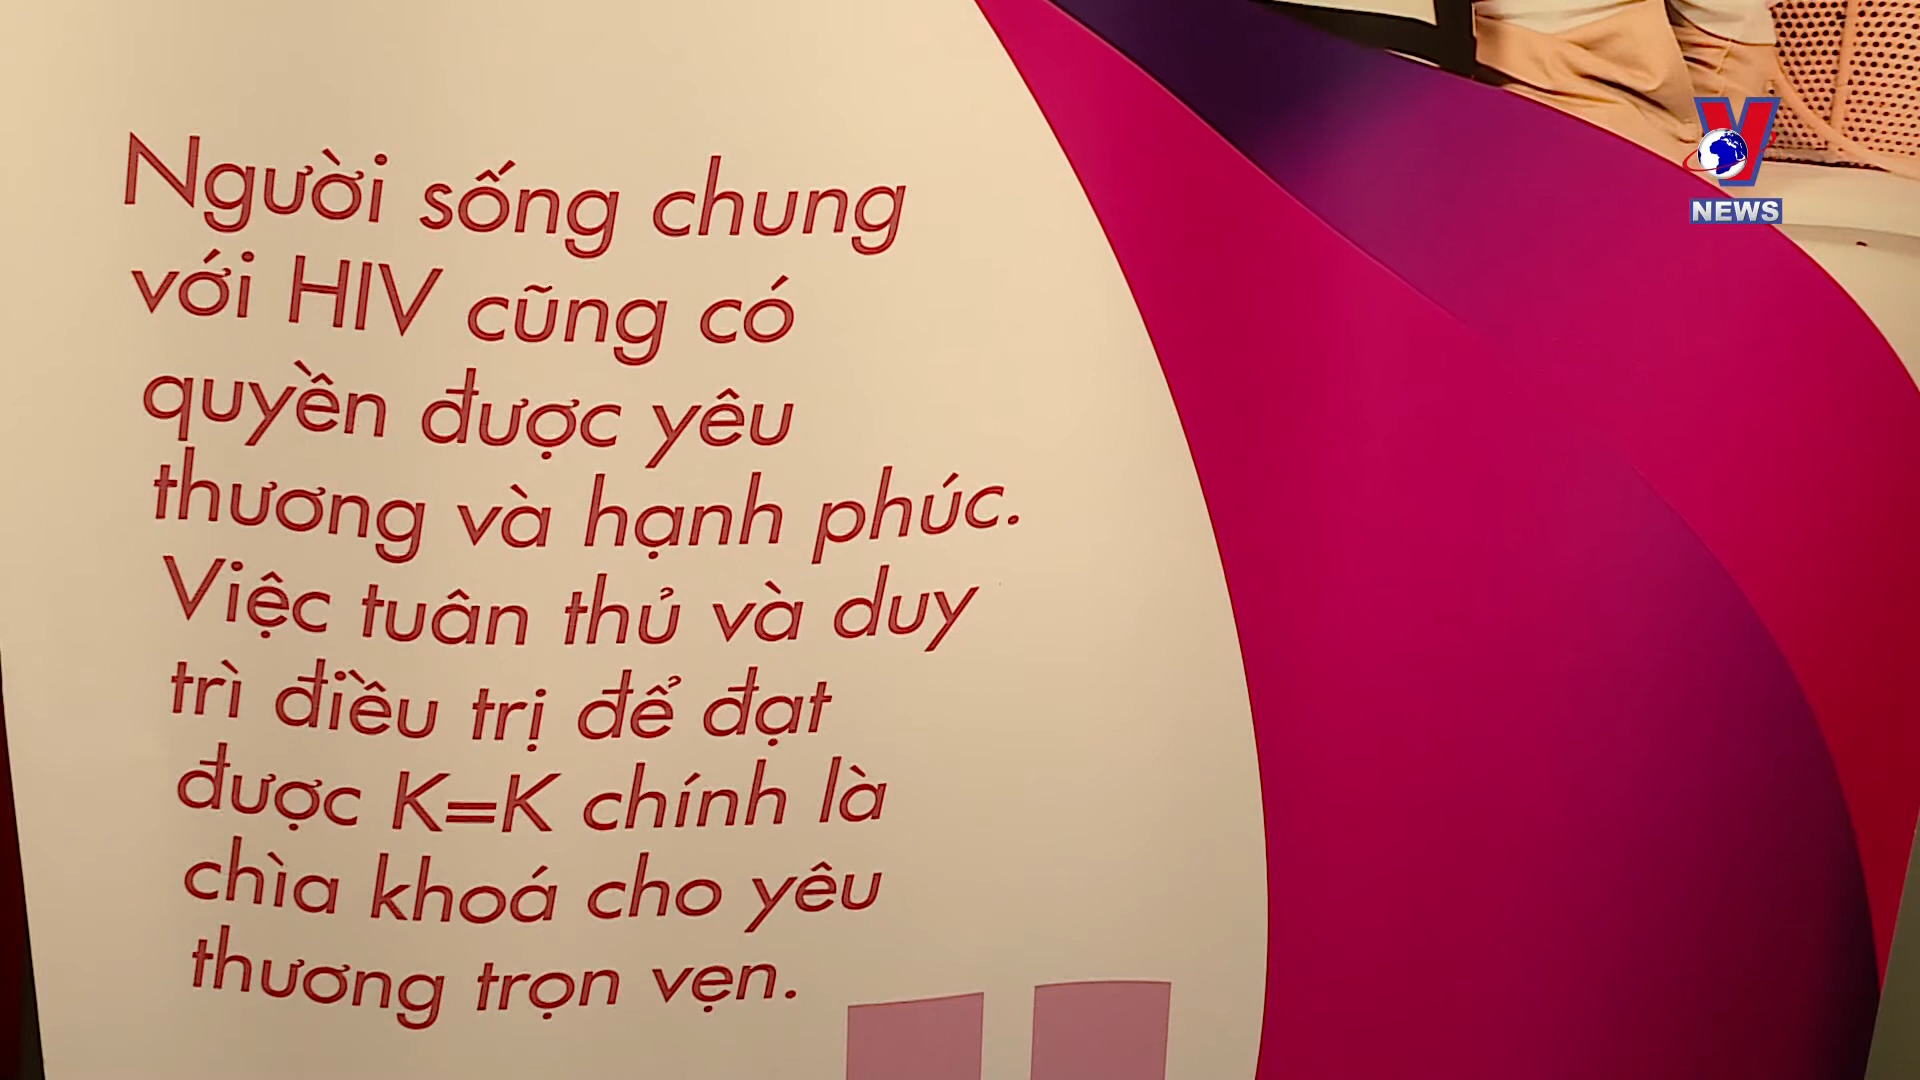 Người sống chung
với HIV cũng có
quyền được yêu
thương và hạnh phúc.
Việc tuân thủ và duy
trì điều trị để đạt
được K=K chính là
chìa khoá cho yêu
thương trọn vẹn.
V
NEWS